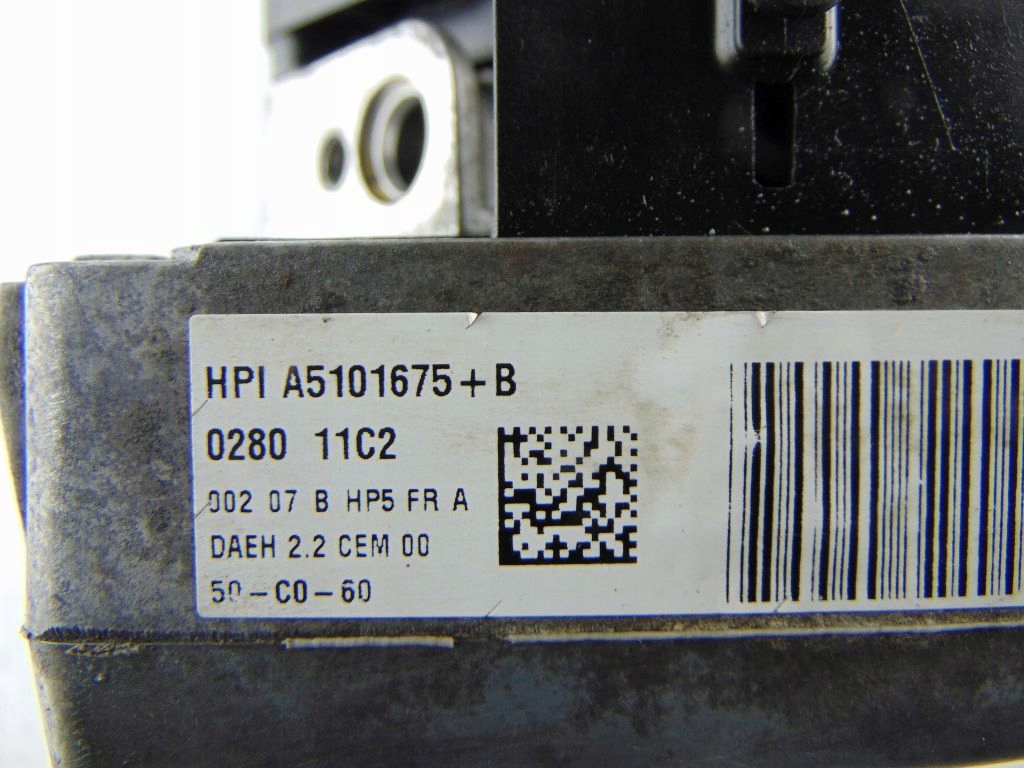 HPI A5101675+B
0280 11C2
002 07 B HP5 FR A
DAEH 2.2 CEM 00
50-C0-60